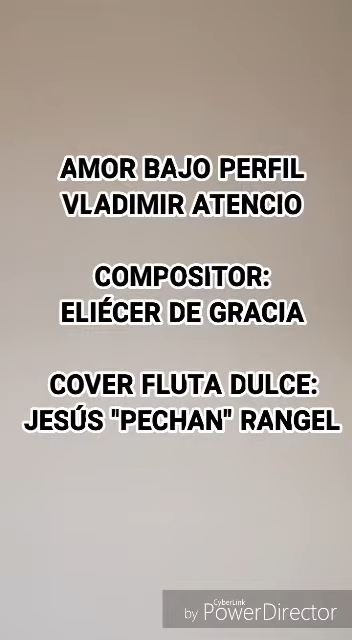 AMOR BAJO PERFIL
VLADIMIR ATENCIO
COMPOSITOR:
ELIÉCER DE GRACIA
COVER FLUTA DULCE:
JESÚS "PECHAN" RANGEL
CyberLink
by PowerDirector